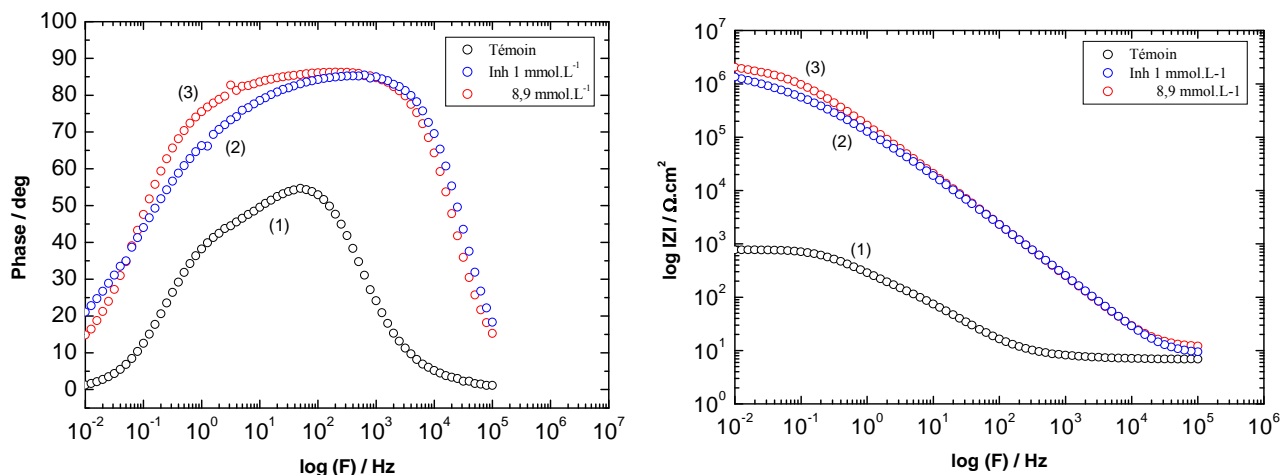 100
90
80
70
60
50
40
30
20
10
0
Phase / deg
(3)
(2)
(1)
Témoin
Inh 1 mmol.L⁻¹
8,9 mmol.L⁻¹
10⁻² 10⁻¹ 10⁰ 10¹ 10² 10³ 10⁴ 10⁵ 10⁶ 10⁷
log (F) / Hz
10⁷
10⁶
10⁵
10⁴
10³
10²
10¹
10⁰
log IZI / Ω.cm²
(3)
(2)
(1)
Témoin
Inh 1 mmol.L-1
8,9 mmol.L-1
10⁻² 10⁻¹ 10⁰ 10¹ 10² 10³ 10⁴ 10⁵ 10⁶
log (F) / Hz